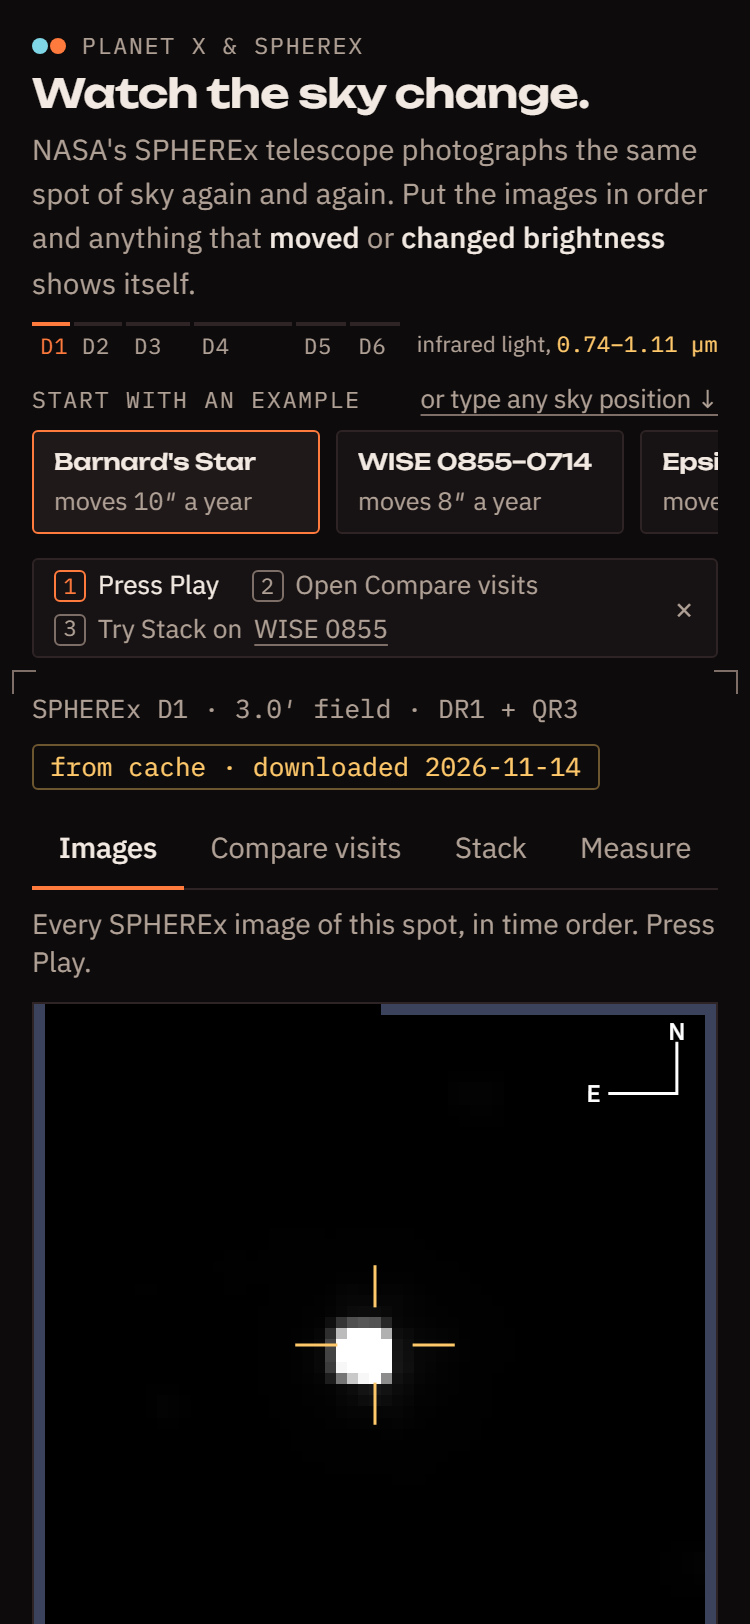 PLANET X & SPHEREX
Watch the sky change.
NASA's SPHEREx telescope photographs the same
spot of sky again and again. Put the images in order
and anything that moved or changed brightness
shows itself.
D1 D2 D3 D4 D5 D6 infrared light, 0.74–1.11 µm
START WITH AN EXAMPLE or type any sky position ↓
Barnard's Star WISE 0855–0714 Epsi
moves 10″ a year moves 8″ a year move
1 Press Play 2 Open Compare visits
3 Try Stack on WISE 0855 ×
SPHEREx D1 · 3.0′ field · DR1 + QR3
from cache · downloaded 2026-11-14
Images Compare visits Stack Measure
Every SPHEREx image of this spot, in time order. Press
Play.
N
E